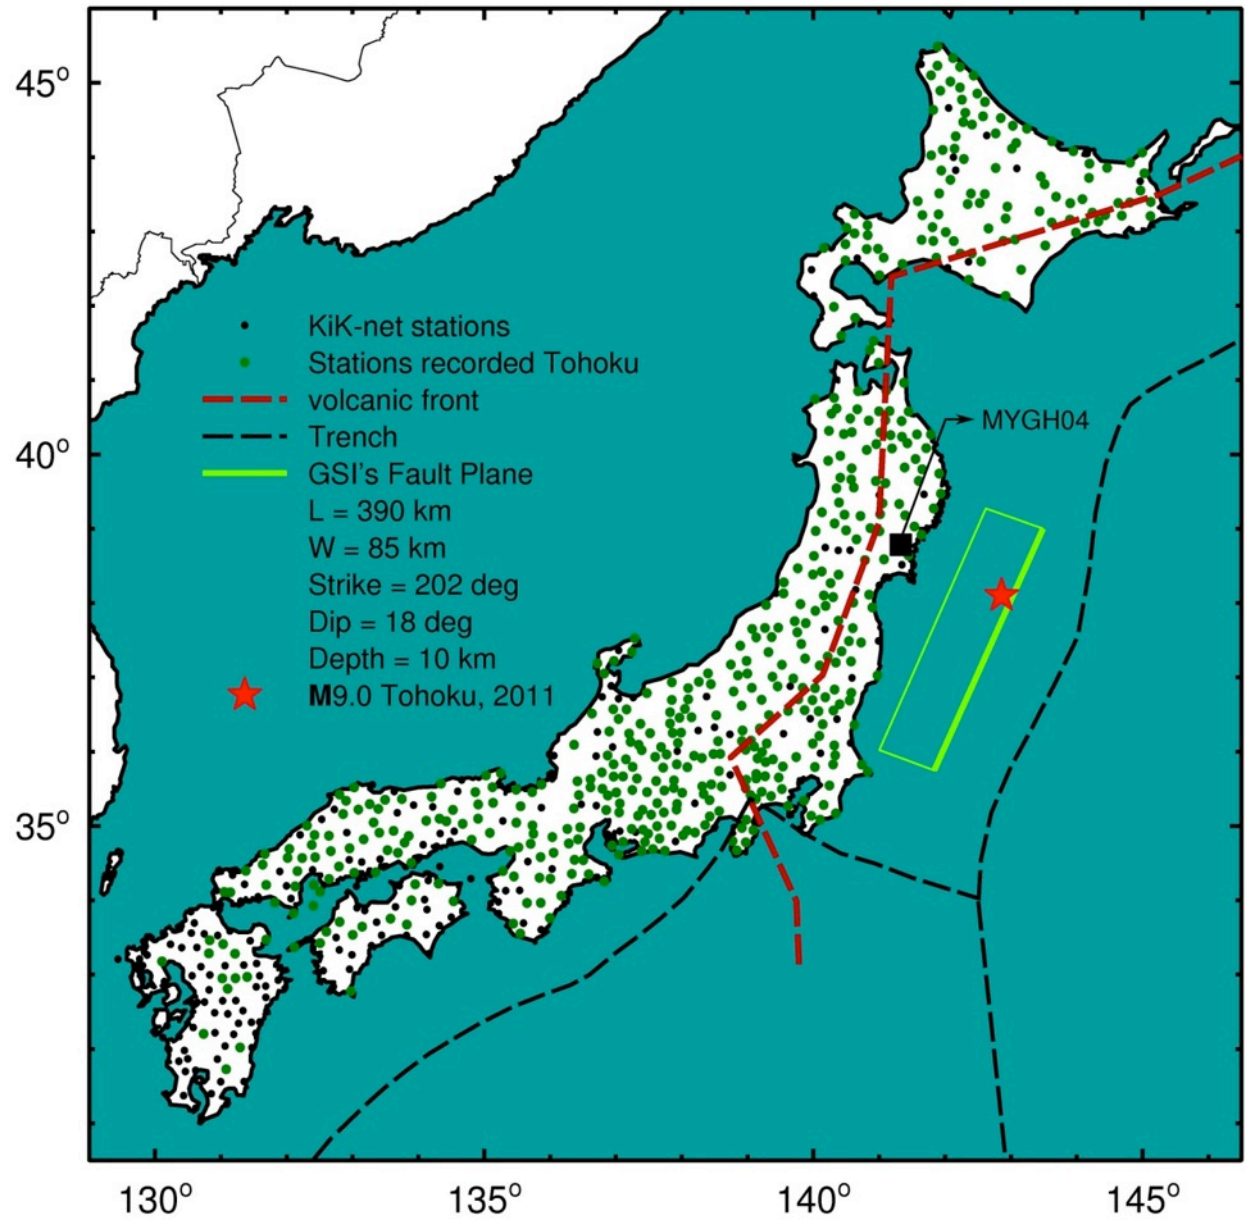 45°
KiK-net stations
Stations recorded Tohoku
volcanic front
Trench
MYGH04
40°
GSI's Fault Plane
L = 390 km
W = 85 km
Strike = 202 deg
Dip = 18 deg
Depth = 10 km
M9.0 Tohoku, 2011
35°
130°
135°
140°
145°